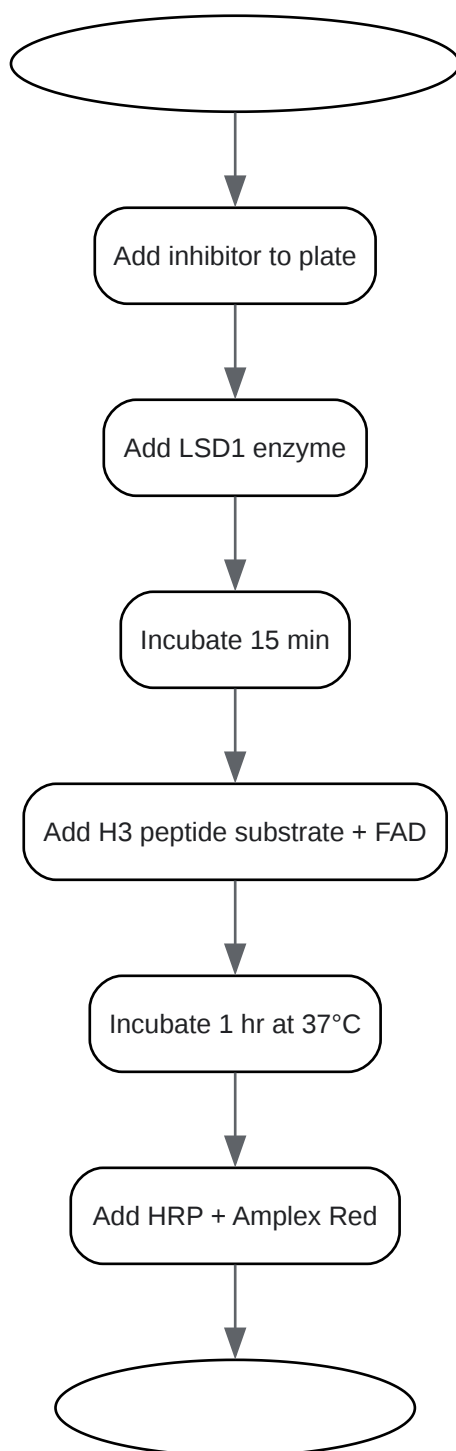 Add inhibitor to plate
Add LSD1 enzyme
Incubate 15 min
Add H3 peptide substrate + FAD
Incubate 1 hr at 37°C
Add HRP + Amplex Red